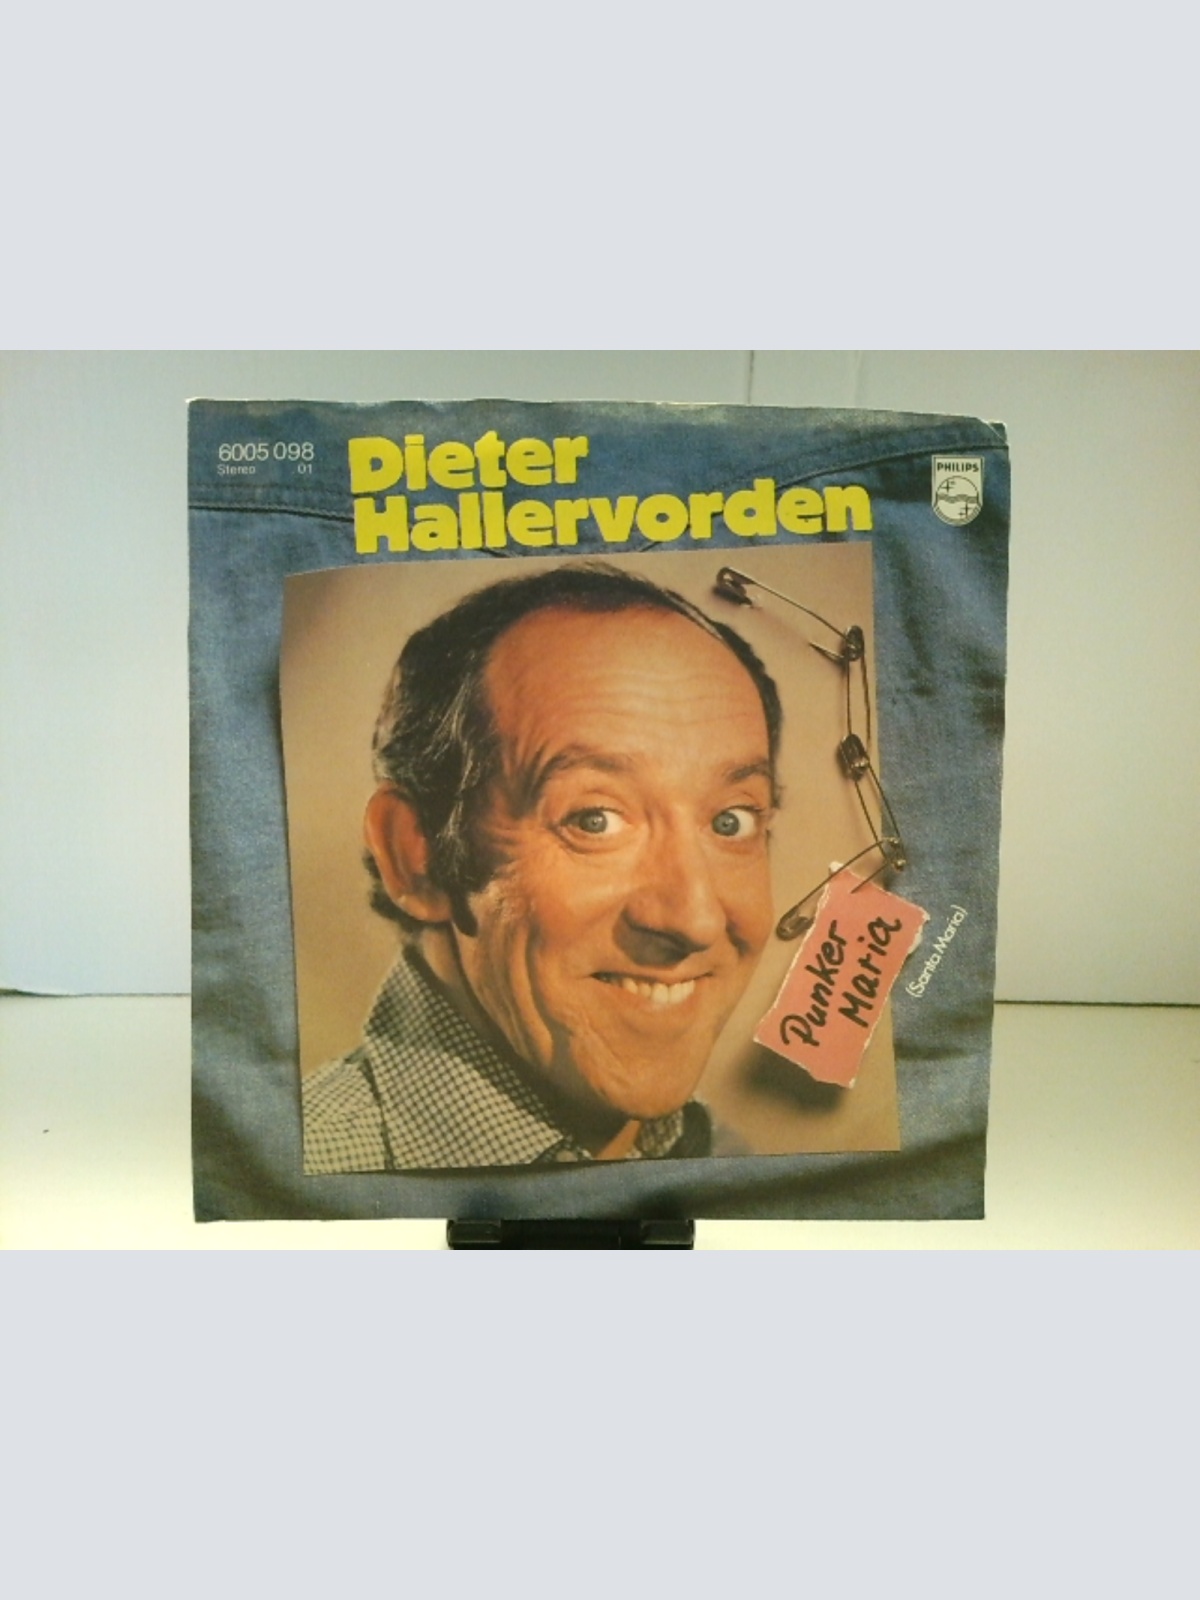 6005 098
Stereo 01
Dieter
Hallervorden
PHILIPS
Punker
Maria
(Santa Maria)